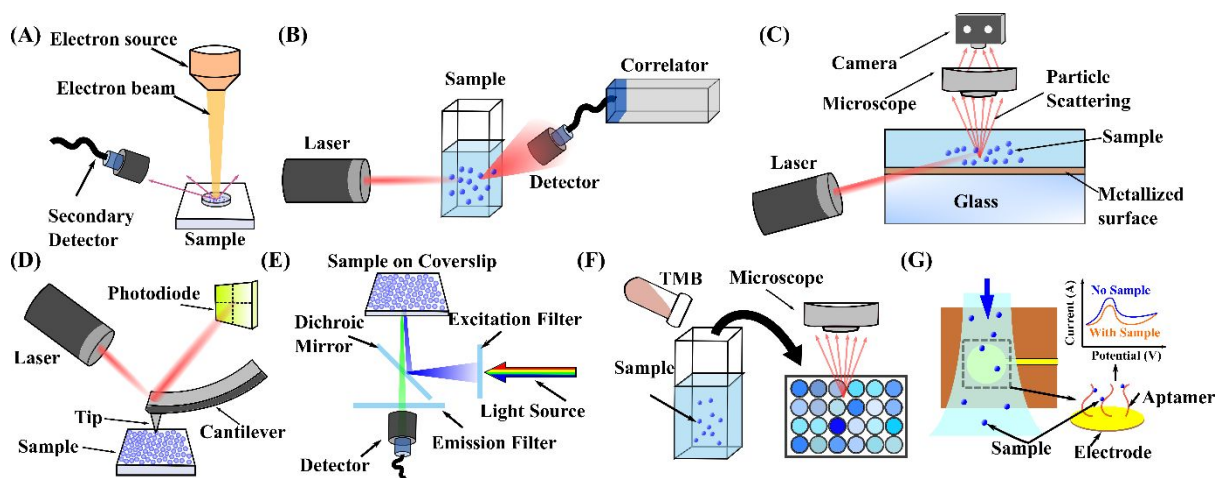 (A)
Electron source
Electron beam
Secondary
Detector
Sample
(B)
Sample
Correlator
Laser
Detector
(C)
Camera
Microscope
Particle
Scattering
Sample
Laser
Metallized
surface
Glass
(D)
Photodiode
Laser
Tip
Sample
Cantilever
(E)
Sample on Coverslip
Dichroic
Mirror
Excitation Filter
Light Source
Emission Filter
Detector
(F)
TMB
Microscope
Sample
(G)
Current (A)
No Sample
With Sample
Potential (V)
Aptamer
Sample
Electrode